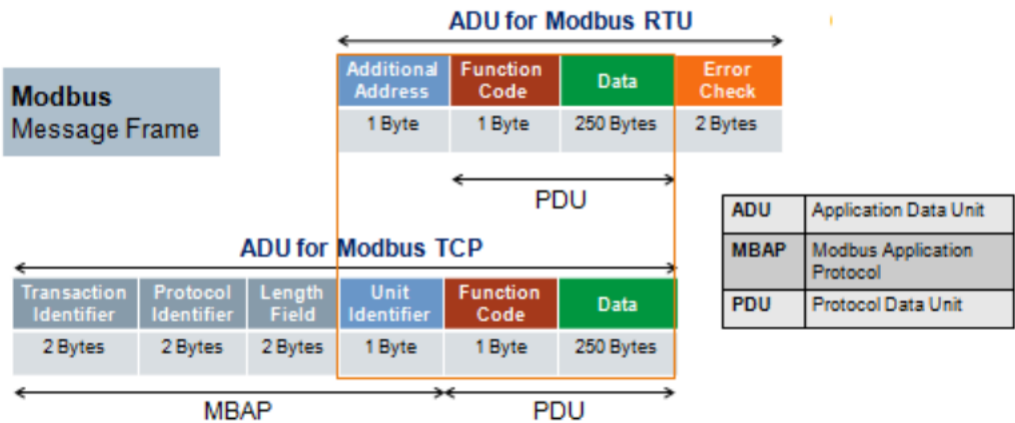 ADU for Modbus RTU
Modbus
Message Frame
Additional
Address
Function
Code
Data
Error
Check
1 Byte
1 Byte
250 Bytes
2 Bytes
PDU
ADU for Modbus TCP
Transaction
Identifier
Protocol
Identifier
Length
Field
Unit
Identifier
Function
Code
Data
2 Bytes
2 Bytes
2 Bytes
1 Byte
1 Byte
250 Bytes
MBAP
PDU
ADU
Application Data Unit
MBAP
Modbus Application
Protocol
PDU
Protocol Data Unit